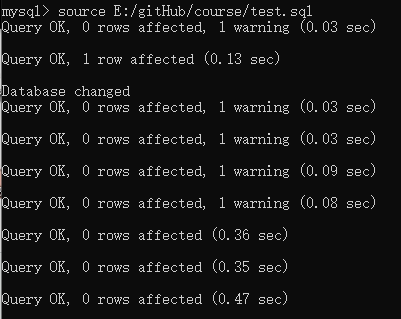 mysql> source E:/gitHub/course/test.sql
Query OK, 0 rows affected, 1 warning (0.03 sec)
Query OK, 1 row affected (0.13 sec)
Database changed
Query OK, 0 rows affected, 1 warning (0.03 sec)
Query OK, 0 rows affected, 1 warning (0.03 sec)
Query OK, 0 rows affected, 1 warning (0.09 sec)
Query OK, 0 rows affected, 1 warning (0.08 sec)
Query OK, 0 rows affected (0.36 sec)
Query OK, 0 rows affected (0.35 sec)
Query OK, 0 rows affected (0.47 sec)